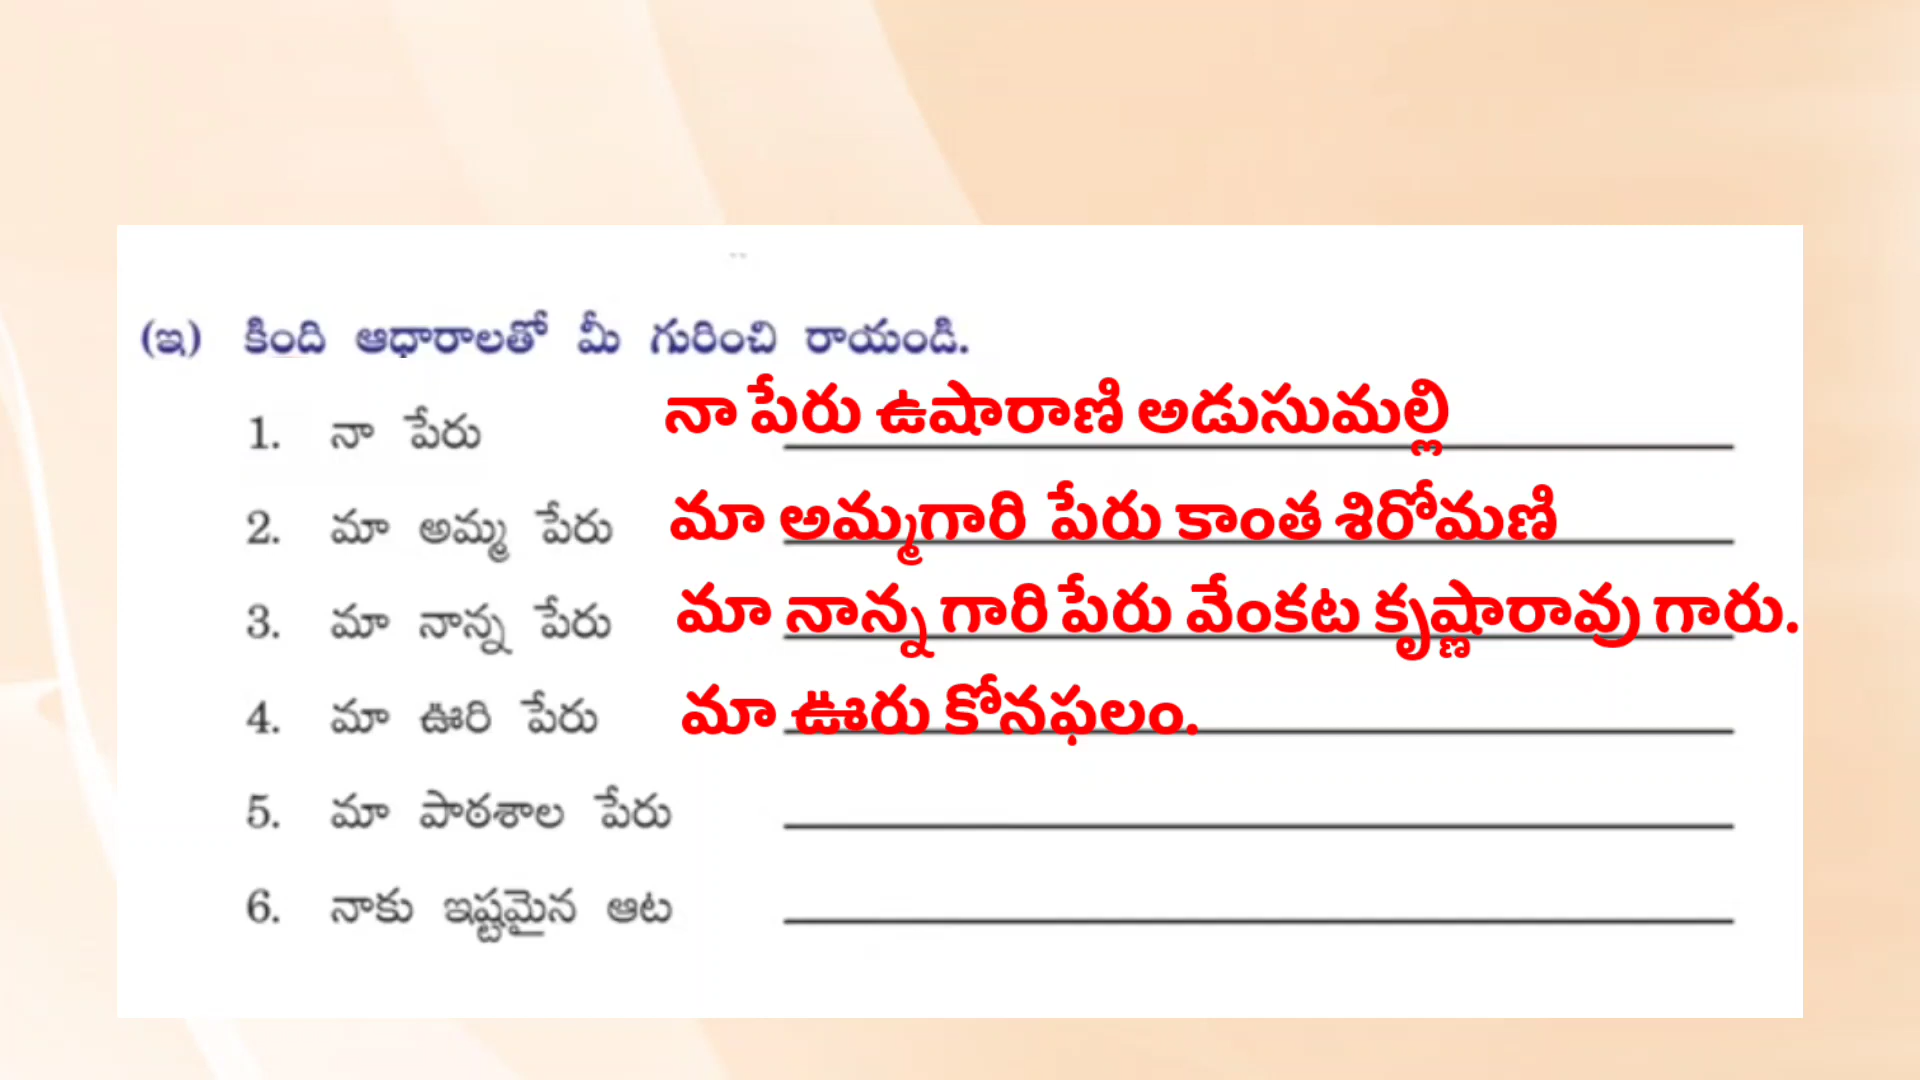 (ఇ) కింది ఆధారాలతో మీ గురించి రాయండి.
1. నా పేరు నా పేరు ఉషారాణి అడుసుమల్లి
2. మా అమ్మ పేరు మా అమ్మగారి పేరు కాంత శిరోమణి
3. మా నాన్న పేరు మా నాన్న గారి పేరు వేంకట కృష్ణారావు గారు.
4. మా ఊరి పేరు మా ఊరు కోనఫలం.
5. మా పాఠశాల పేరు
6. నాకు ఇష్టమైన ఆట